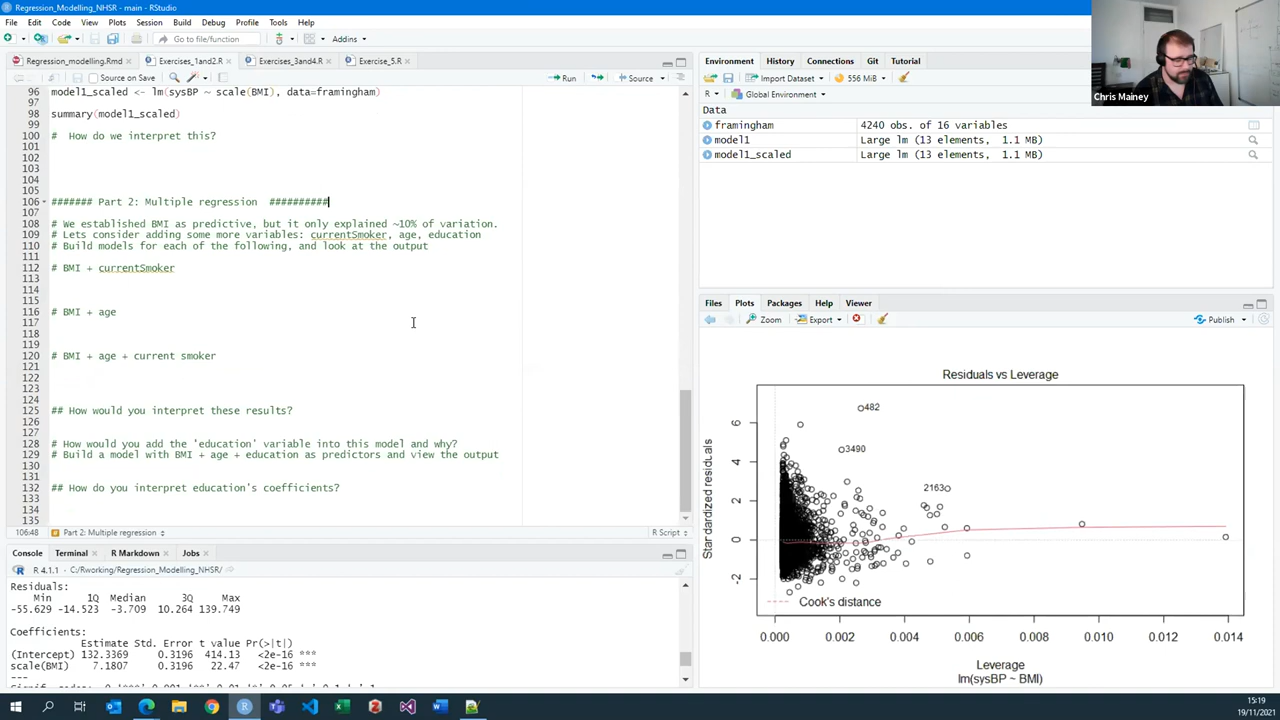 Regression_Modelling_NHSR - main - RStudio
File Edit Code View Plots Session Build Debug Profile Tools Help
Go to file/function
Addins
Regression_modelling.Rmd
Exercises_1and2.R
Exercises_3and4.R
Exercise_5.R
Source on Save
Run
Source
96 model1_scaled <- lm(sysBP ~ scale(BMI), data=framingham)
97
98 summary(model1_scaled)
99
100 # How do we interpret this?
101
102
103
104
105
106 ####### Part 2: Multiple regression ##########
107
108 # We established BMI as predictive, but it only explained ~10% of variation.
109 # Lets consider adding some more variables: currentSmoker, age, education
110 # Build models for each of the following, and look at the output
111
112 # BMI + currentSmoker
113
114
115
116 # BMI + age
117
118
119
120 # BMI + age + current smoker
121
122
123
124
125 ## How would you interpret these results?
126
127
128 # How would you add the 'education' variable into this model and why?
129 # Build a model with BMI + age + education as predictors and view the output
130
131
132 ## How do you interpret education's coefficients?
133
134
135
106:48 Part 2: Multiple regression R Script
Console Terminal R Markdown Jobs
R 4.1.1 · C:/Rworking/Regression_Modelling_NHSR/
Residuals:
Min 1Q Median 3Q Max
-55.629 -14.523 -3.709 10.264 139.749
Coefficients:
Estimate Std. Error t value Pr(>|t|)
(Intercept) 132.3369 0.3196 414.13 <2e-16 ***
scale(BMI) 7.1807 0.3196 22.47 <2e-16 ***
---
Environment History Connections Git Tutorial
Import Dataset 556 MiB
R Global Environment
Data
framingham 4240 obs. of 16 variables
model1 Large lm (13 elements, 1.1 MB)
model1_scaled Large lm (13 elements, 1.1 MB)
Files Plots Packages Help Viewer
Zoom Export Publish
Residuals vs Leverage
Standardized residuals
6
4
2
0
-2
482
3490
2163
Cook's distance
0.000 0.002 0.004 0.006 0.008 0.010 0.012 0.014
Leverage
lm(sysBP ~ BMI)
Chris Mainey
15:19
19/11/2021